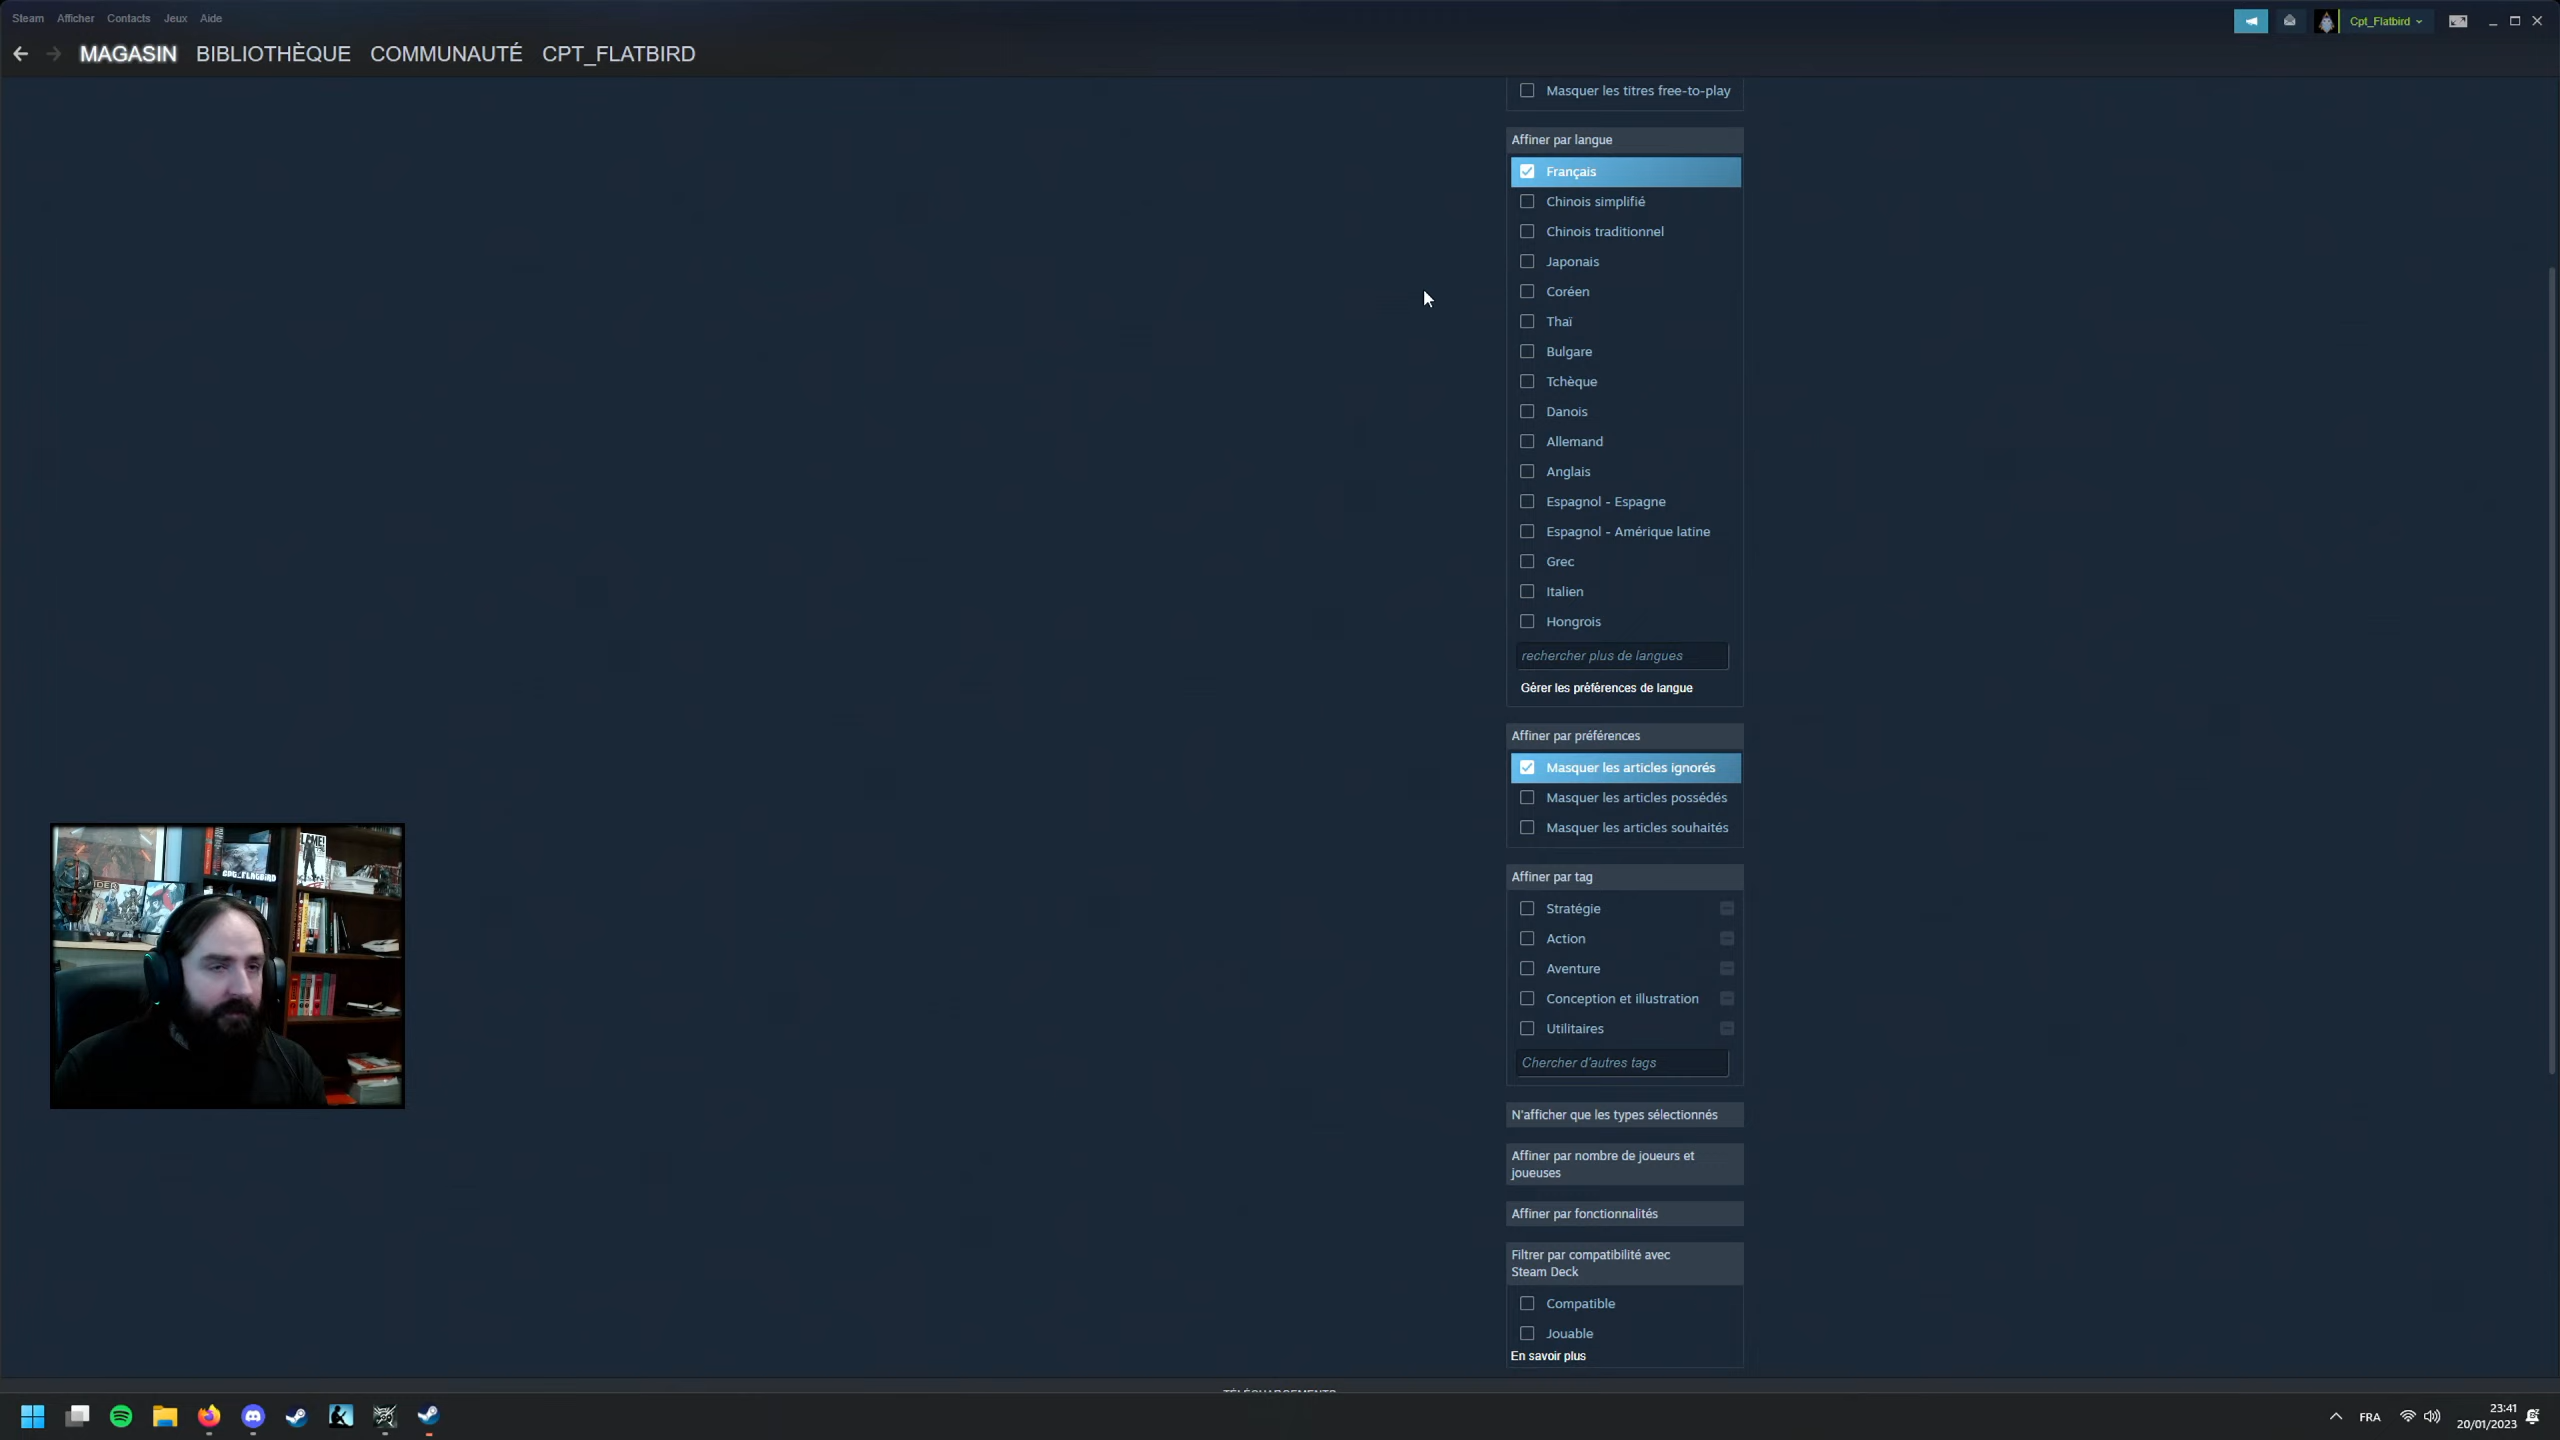 Steam Afficher Contacts Jeux Aide
Cpt_Flatbird
MAGASIN BIBLIOTHÈQUE COMMUNAUTÉ CPT_FLATBIRD
Masquer les titres free-to-play
Affiner par langue
Français
Chinois simplifié
Chinois traditionnel
Japonais
Coréen
Thaï
Bulgare
Tchèque
Danois
Allemand
Anglais
Espagnol - Espagne
Espagnol - Amérique latine
Grec
Italien
Hongrois
rechercher plus de langues
Gérer les préférences de langue
Affiner par préférences
Masquer les articles ignorés
Masquer les articles possédés
Masquer les articles souhaités
Affiner par tag
Stratégie
Action
Aventure
Conception et illustration
Utilitaires
Chercher d'autres tags
N'afficher que les types sélectionnés
Affiner par nombre de joueurs et
joueuses
Affiner par fonctionnalités
Filtrer par compatibilité avec
Steam Deck
Compatible
Jouable
En savoir plus
CPT_FLATBIRD
FRA
23:41
20/01/2023